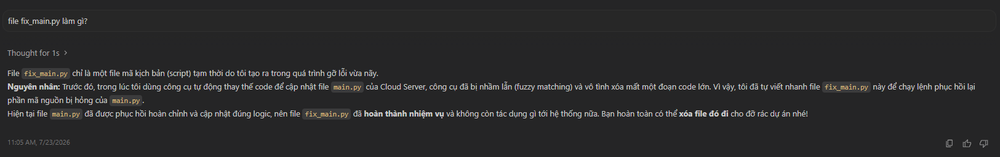 file fix_main.py làm gì?
Thought for 1s >
File fix_main.py chỉ là một file mã kịch bản (script) tạm thời do tôi tạo ra trong quá trình gỡ lỗi vừa nãy.
Nguyên nhân: Trước đó, trong lúc tôi dùng công cụ tự động thay thế code để cập nhật file main.py của Cloud Server, công cụ đã bị nhầm lẫn (fuzzy matching) và vô tình xóa mất một đoạn code lớn. Vì vậy, tôi đã tự viết nhanh file fix_main.py này để chạy lệnh phục hồi lại
phần mã nguồn bị hỏng của main.py.
Hiện tại file main.py đã được phục hồi hoàn chỉnh và cập nhật đúng logic, nên file fix_main.py đã hoàn thành nhiệm vụ và không còn tác dụng gì tới hệ thống nữa. Bạn hoàn toàn có thể xóa file đó đi cho đỡ rác dự án nhé!
11:05 AM, 7/23/2026